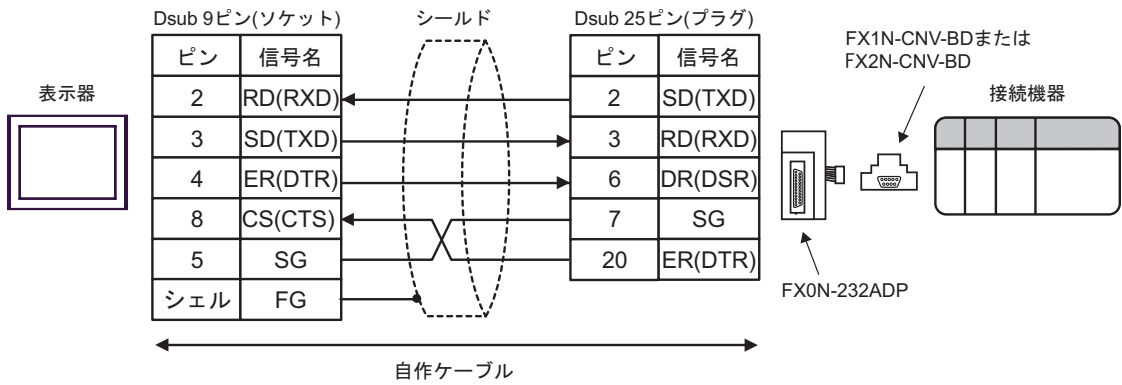 Dsub 9ピン(ソケット)
シールド
Dsub 25ピン(プラグ)
FX1N-CNV-BDまたは
FX2N-CNV-BD
表示器
接続機器
ピン 信号名
2 RD(RXD)
3 SD(TXD)
4 ER(DTR)
8 CS(CTS)
5 SG
シェル FG
ピン 信号名
2 SD(TXD)
3 RD(RXD)
6 DR(DSR)
7 SG
20 ER(DTR)
FX0N-232ADP
自作ケーブル